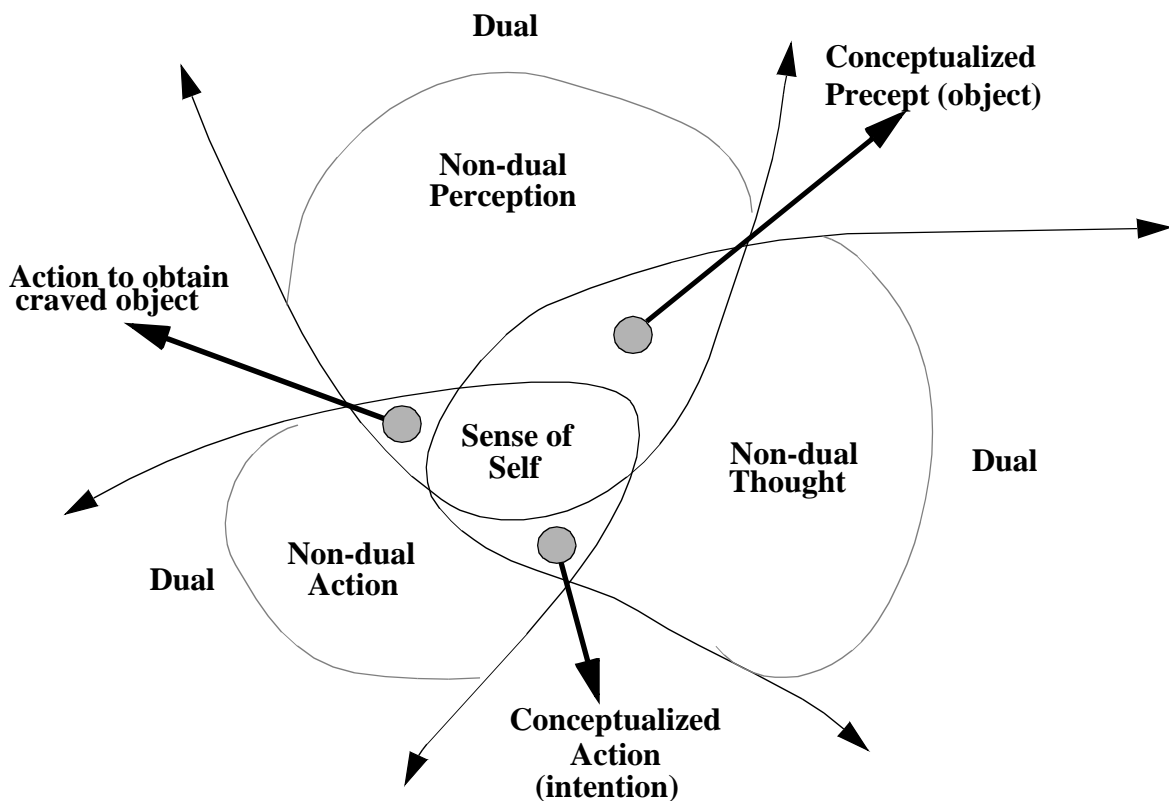 Dual
Conceptualized
Precept (object)
Non-dual
Perception
Action to obtain
craved object
Sense of
Self
Non-dual
Thought
Dual
Non-dual
Action
Dual
Conceptualized
Action
(intention)